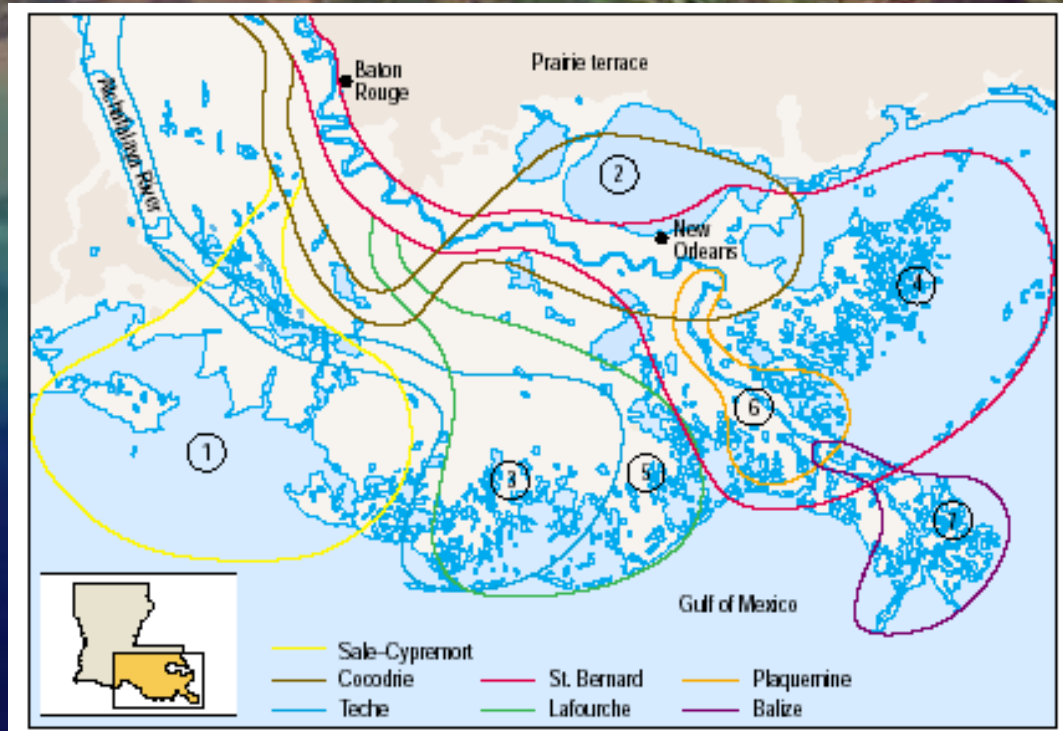 Baton
Rouge
Prairie terrace
Atchafalaya River
2
New
Orleans
4
6
1
3
5
7
Gulf of Mexico
Sale-Cypremort
Cocodrie
St. Bernard
Plaquemine
Teche
Lafourche
Balize